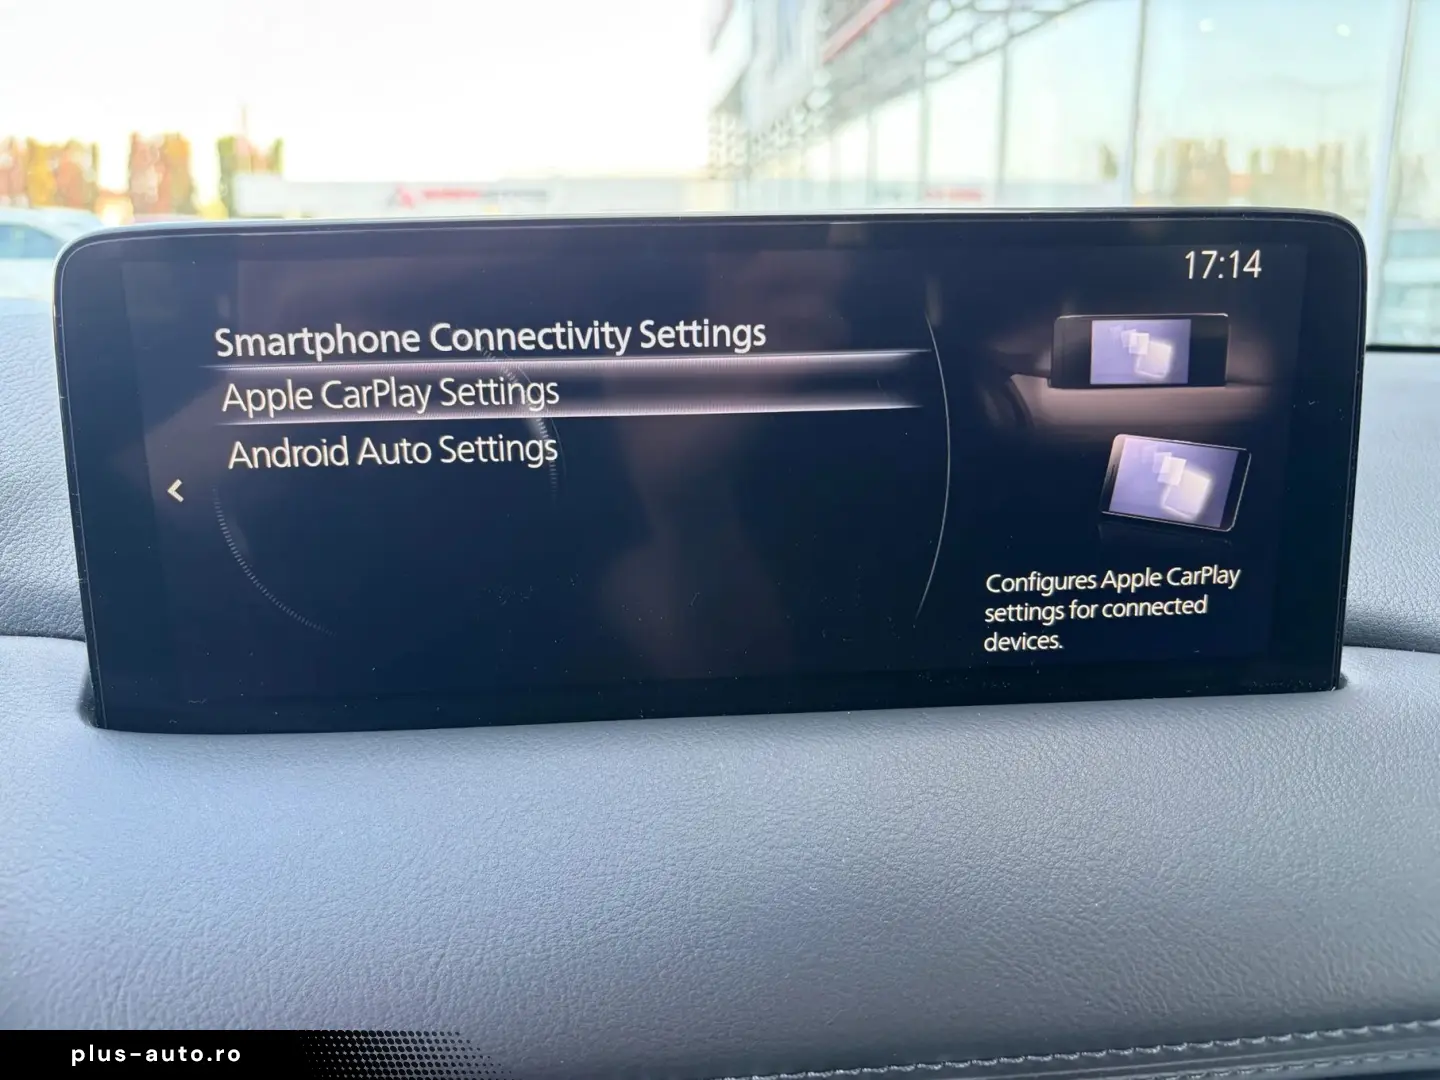 17:14
Smartphone Connectivity Settings
Apple CarPlay Settings
Android Auto Settings
<
Configures Apple CarPlay
settings for connected
devices.
plus-auto.ro